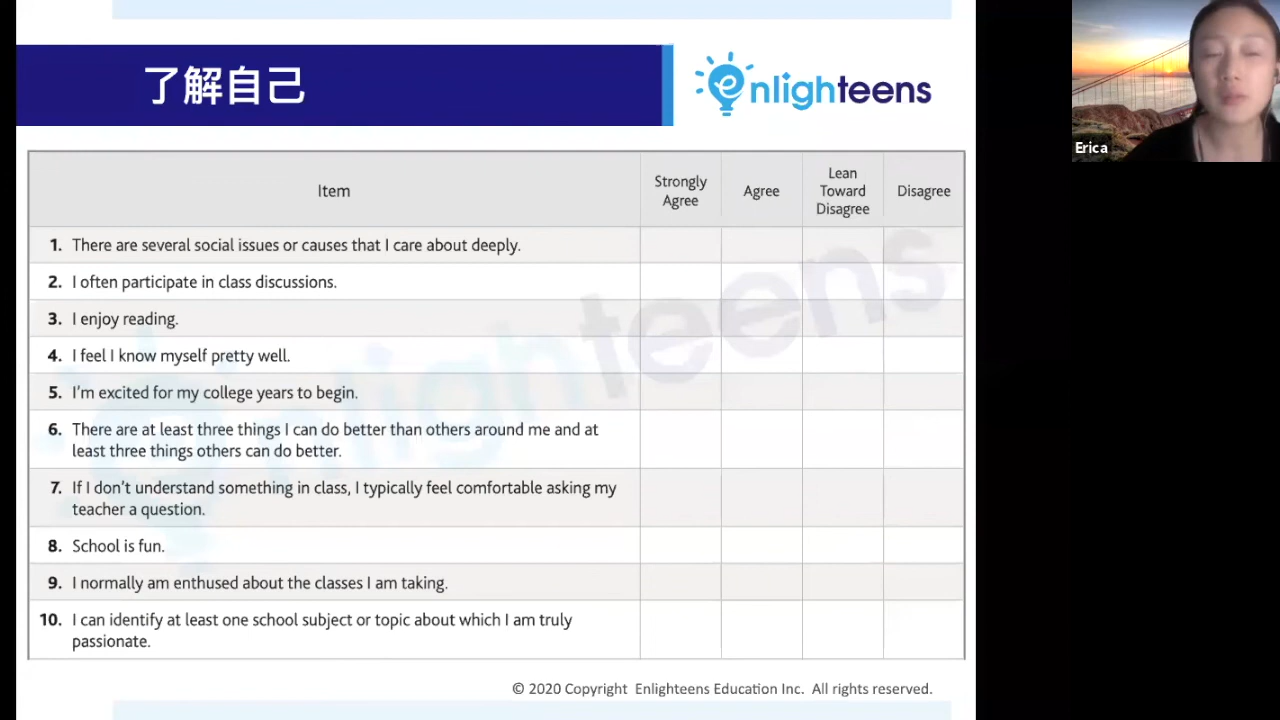 了解自己
enlighteens
Erica
Item
Strongly
Agree
Agree
Lean
Toward
Disagree
Disagree
1. There are several social issues or causes that I care about deeply.
2. I often participate in class discussions.
3. I enjoy reading.
4. I feel I know myself pretty well.
5. I'm excited for my college years to begin.
6. There are at least three things I can do better than others around me and at
least three things others can do better.
7. If I don't understand something in class, I typically feel comfortable asking my
teacher a question.
8. School is fun.
9. I normally am enthused about the classes I am taking.
10. I can identify at least one school subject or topic about which I am truly
passionate.
enlighteens
© 2020 Copyright Enlighteens Education Inc. All rights reserved.